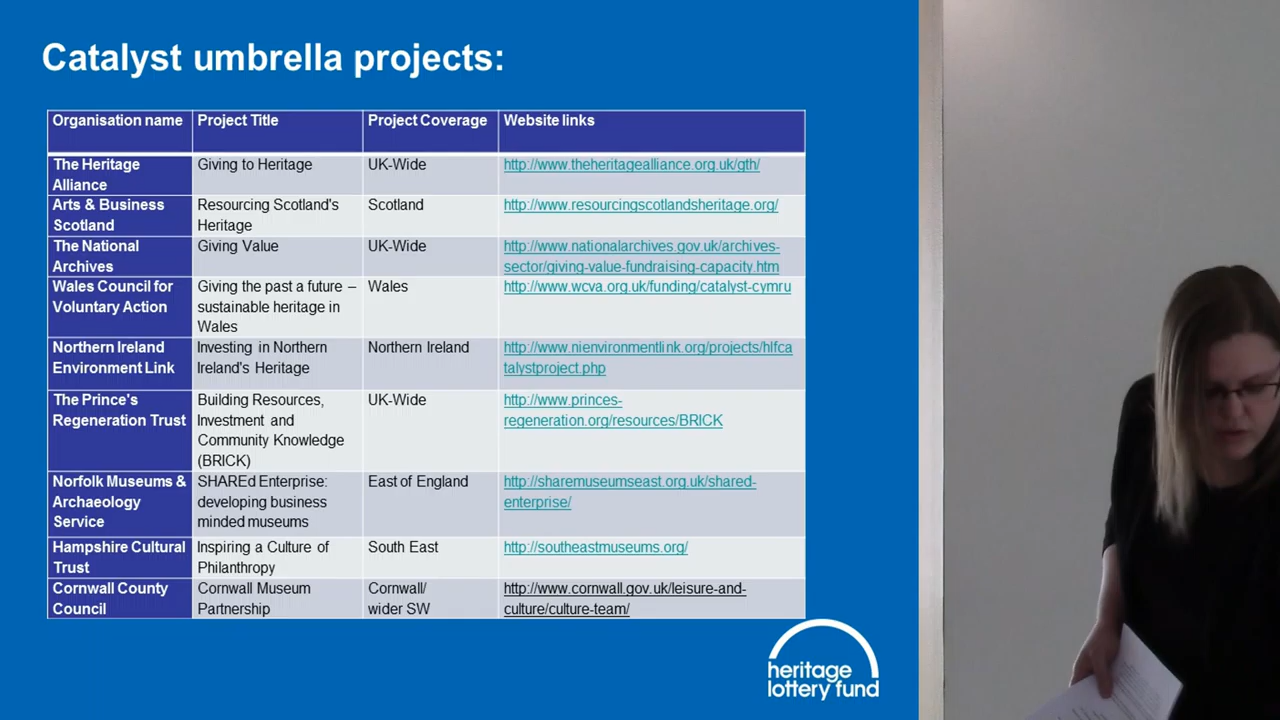 Catalyst umbrella projects:
Organisation name Project Title Project Coverage Website links
The Heritage Giving to Heritage UK-Wide http://www.theheritagealliance.org.uk/gth/
Alliance
Arts & Business Resourcing Scotland's Scotland http://www.resourcingscotlandsheritage.org/
Scotland Heritage
The National Giving Value UK-Wide http://www.nationalarchives.gov.uk/archives-
Archives sector/giving-value-fundraising-capacity.htm
Wales Council for Giving the past a future – Wales http://www.wcva.org.uk/funding/catalyst-cymru
Voluntary Action sustainable heritage in
Wales
Northern Ireland Investing in Northern Northern Ireland http://www.nienvironmentlink.org/projects/hlfca
Environment Link Ireland's Heritage talystproject.php
The Prince's Building Resources, UK-Wide http://www.princes-
Regeneration Trust Investment and regeneration.org/resources/BRICK
Community Knowledge
(BRICK)
Norfolk Museums & SHAREd Enterprise: East of England http://sharemuseumseast.org.uk/shared-
Archaeology developing business enterprise/
Service minded museums
Hampshire Cultural Inspiring a Culture of South East http://southeastmuseums.org/
Trust Philanthropy
Cornwall County Cornwall Museum Cornwall/ http://www.cornwall.gov.uk/leisure-and-
Council Partnership wider SW culture/culture-team/
heritage
lottery fund